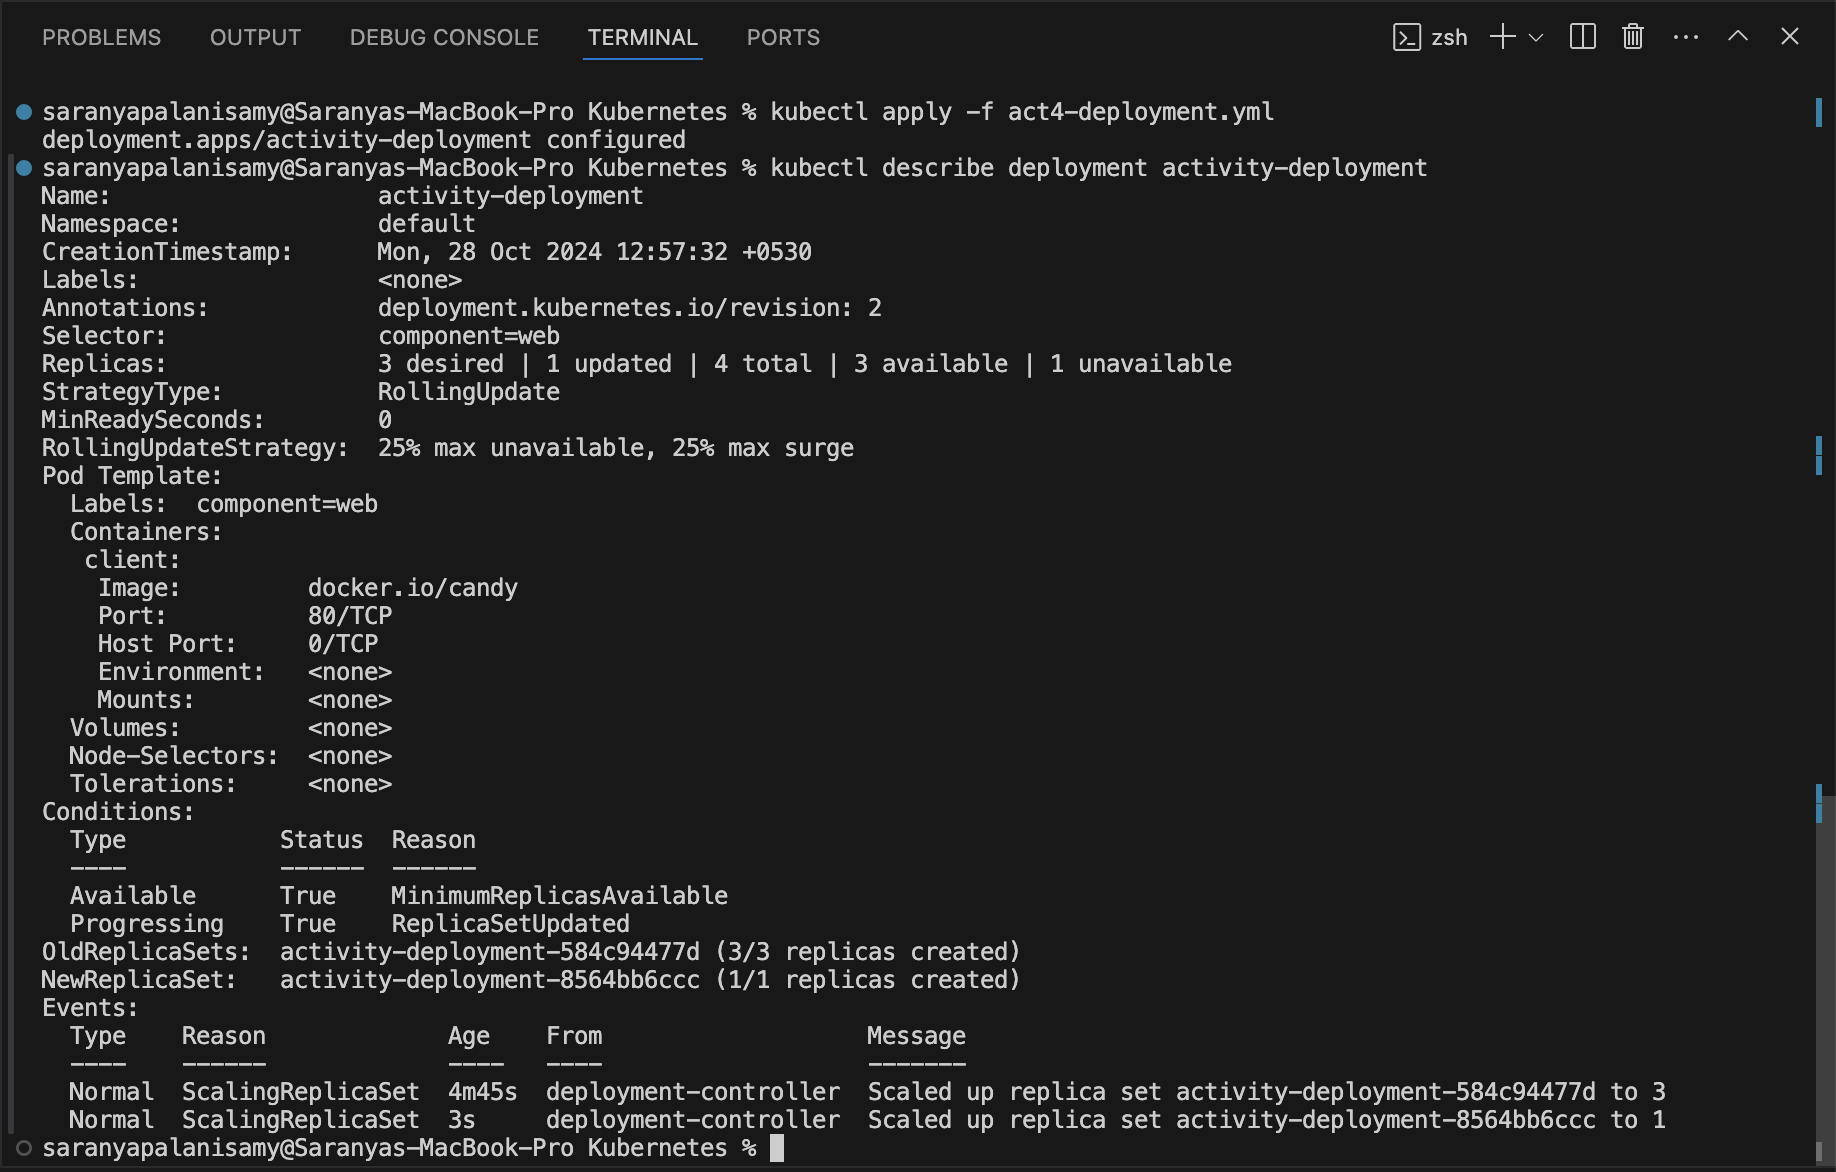 PROBLEMS OUTPUT DEBUG CONSOLE TERMINAL PORTS zsh
saranyapalanisamy@Saranyas-MacBook-Pro Kubernetes % kubectl apply -f act4-deployment.yml
deployment.apps/activity-deployment configured
saranyapalanisamy@Saranyas-MacBook-Pro Kubernetes % kubectl describe deployment activity-deployment
Name:                   activity-deployment
Namespace:              default
CreationTimestamp:      Mon, 28 Oct 2024 12:57:32 +0530
Labels:                 <none>
Annotations:            deployment.kubernetes.io/revision: 2
Selector:               component=web
Replicas:               3 desired | 1 updated | 4 total | 3 available | 1 unavailable
StrategyType:           RollingUpdate
MinReadySeconds:        0
RollingUpdateStrategy:  25% max unavailable, 25% max surge
Pod Template:
  Labels:  component=web
  Containers:
   client:
    Image:         docker.io/candy
    Port:          80/TCP
    Host Port:     0/TCP
    Environment:   <none>
    Mounts:        <none>
  Volumes:         <none>
  Node-Selectors:  <none>
  Tolerations:     <none>
Conditions:
  Type           Status  Reason
  ----           ------  ------
  Available      True    MinimumReplicasAvailable
  Progressing    True    ReplicaSetUpdated
OldReplicaSets:  activity-deployment-584c94477d (3/3 replicas created)
NewReplicaSet:   activity-deployment-8564bb6ccc (1/1 replicas created)
Events:
  Type    Reason             Age    From                   Message
  ----    ------             ----   ----                   -------
  Normal  ScalingReplicaSet  4m45s  deployment-controller  Scaled up replica set activity-deployment-584c94477d to 3
  Normal  ScalingReplicaSet  3s     deployment-controller  Scaled up replica set activity-deployment-8564bb6ccc to 1
saranyapalanisamy@Saranyas-MacBook-Pro Kubernetes %